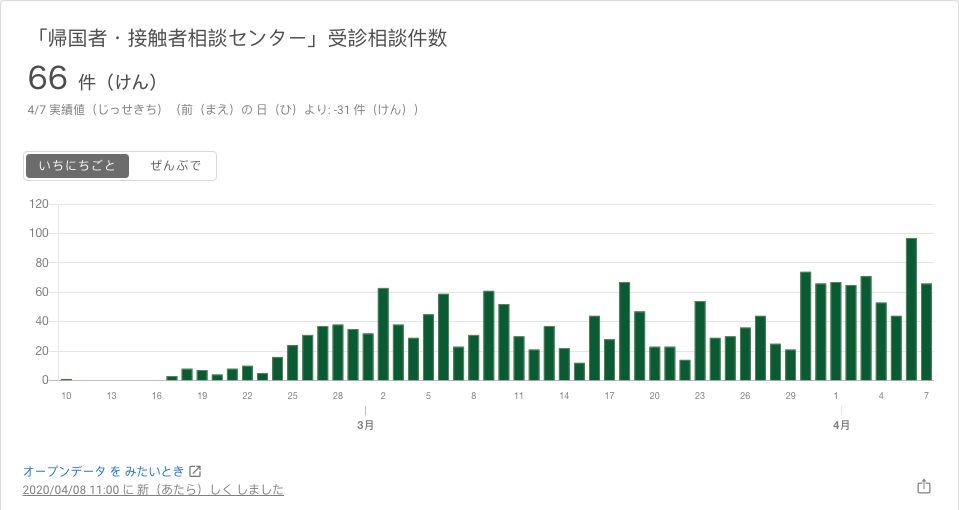 「帰国者・接触者相談センター」受診相談件数
66 件（けん）
4/7 実績値（じっせきち）（前（まえ）の 日（ひ）より: -31 件（けん））
いちにちごと ぜんぶで
120
100
80
60
40
20
0
10 13 16 19 22 25 28 2 5 8 11 14 17 20 23 26 29 1 4 7
3月 4月
オープンデータ を みたいとき
2020/04/08 11:00 に 新（あたら）しく しました